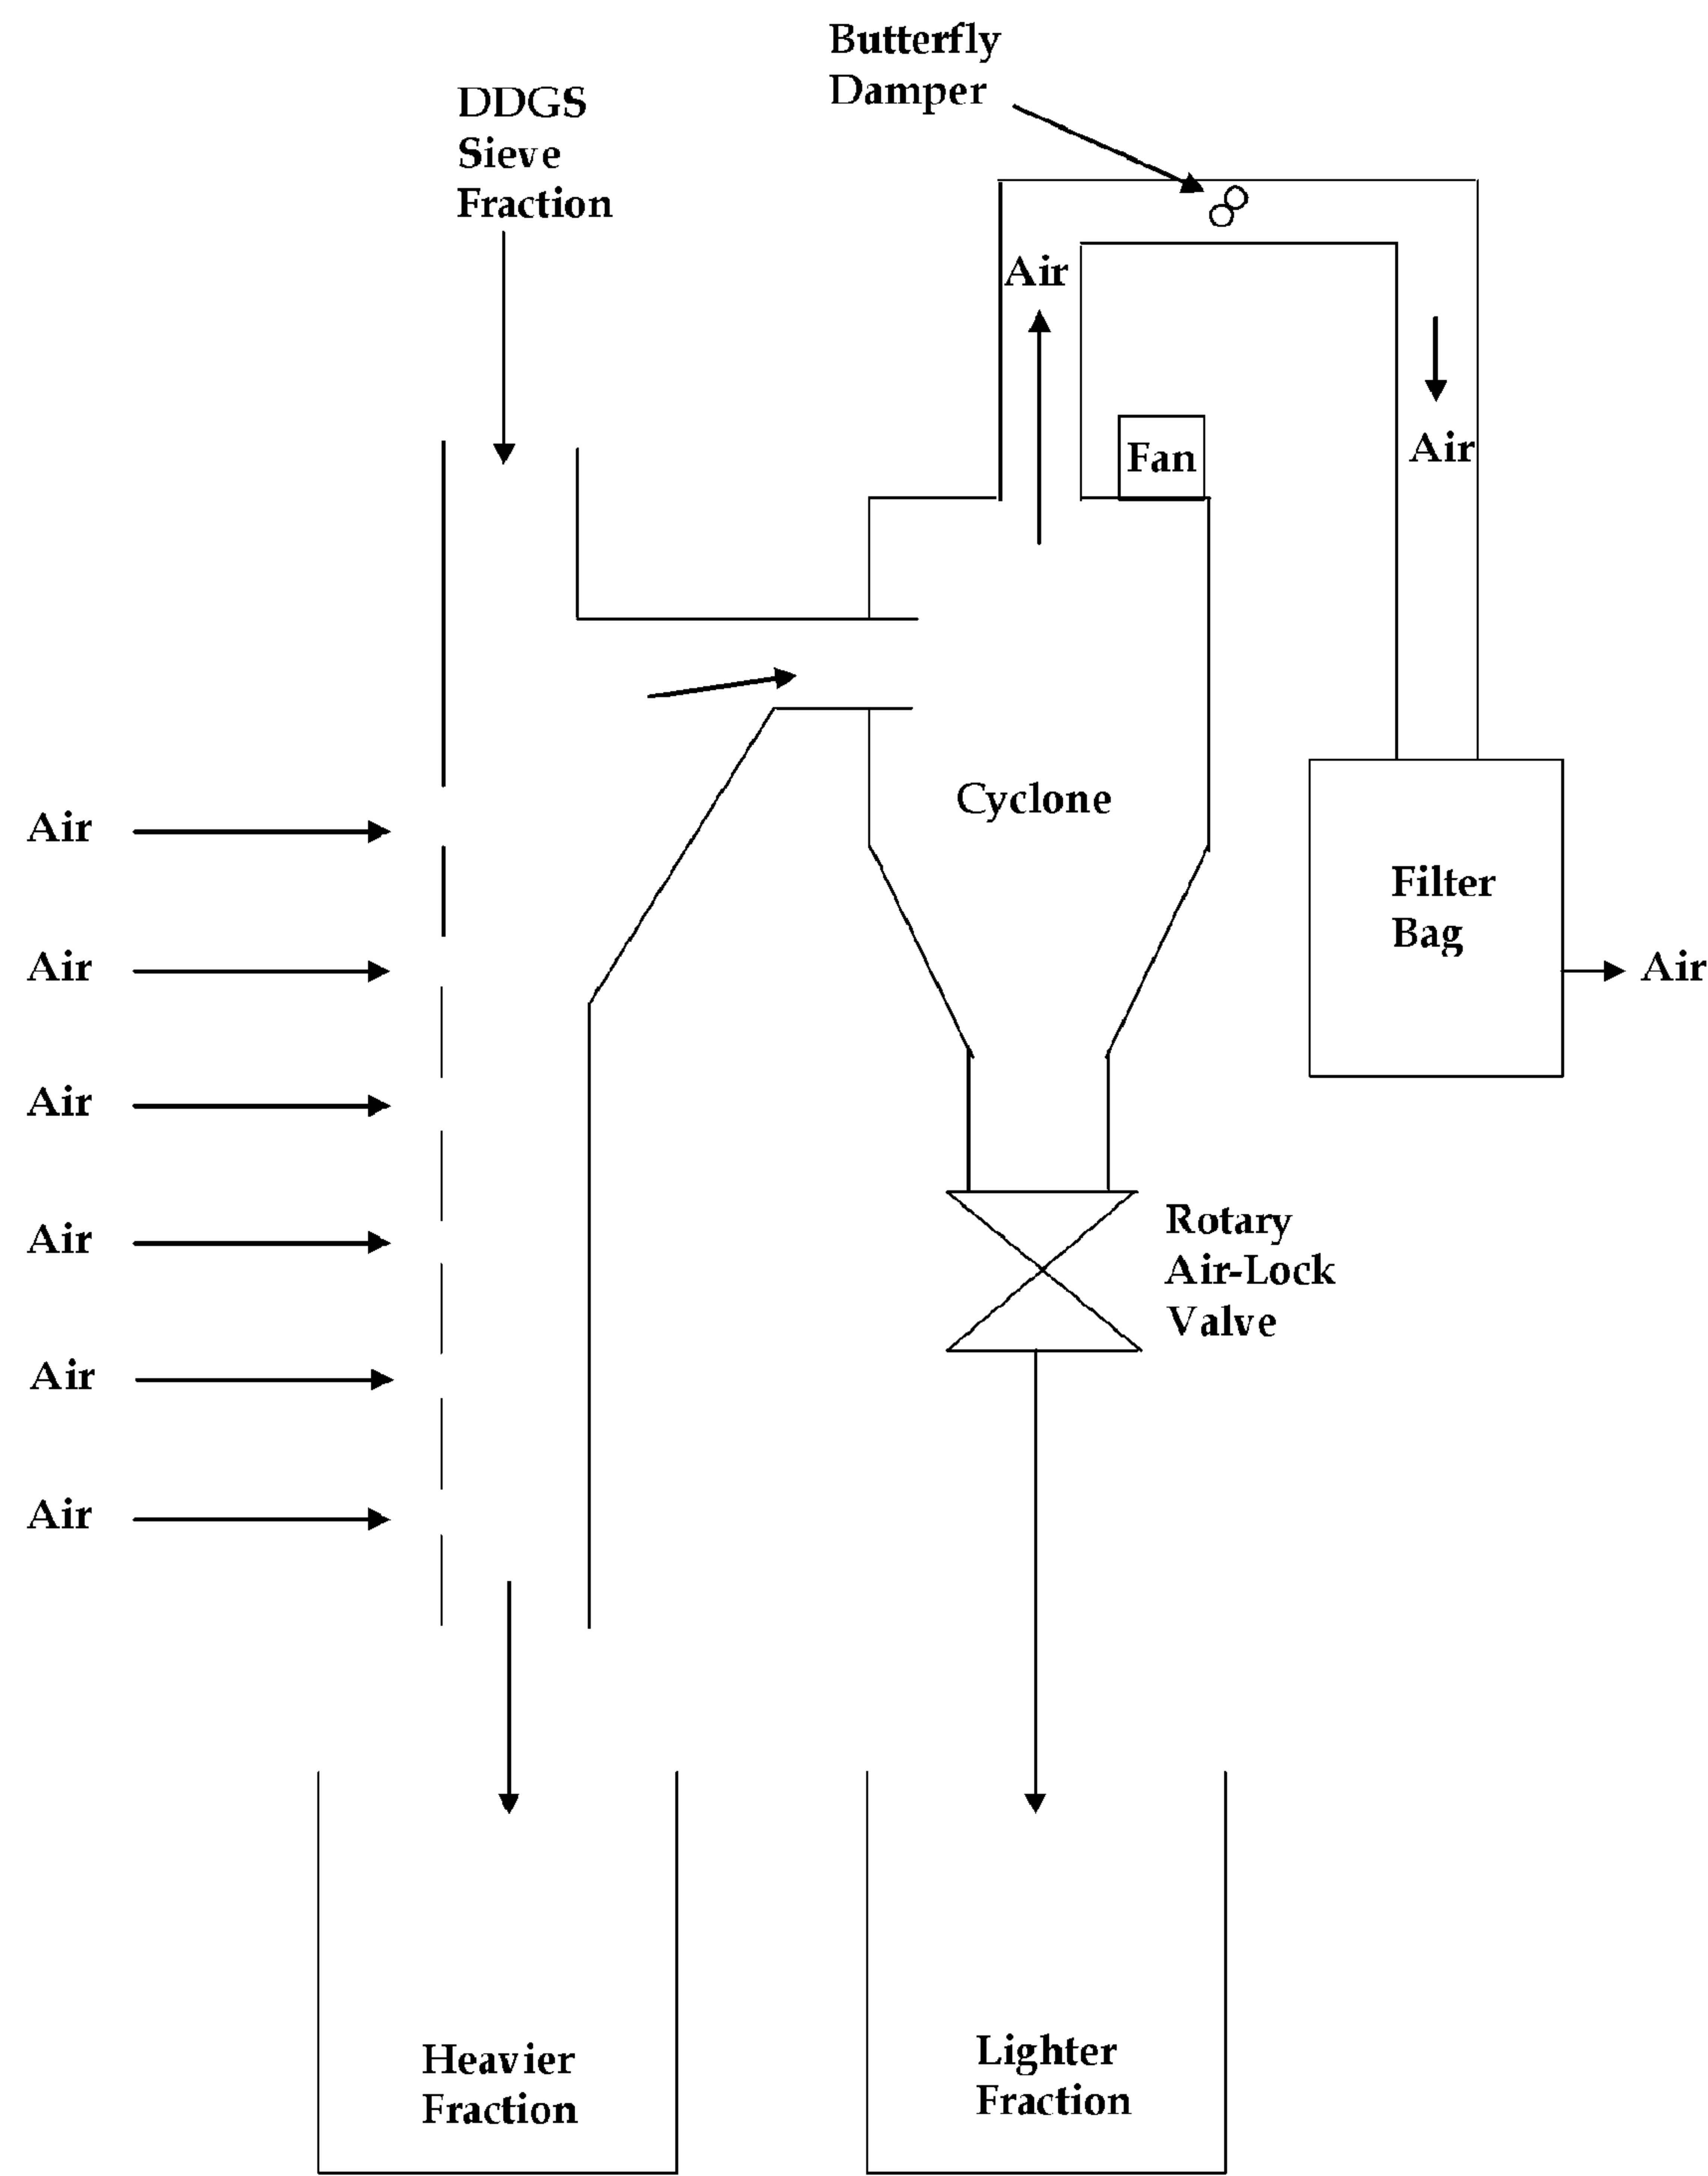 Butterfly
Damper
DDGS
Sieve
Fraction
Air
Fan
Air
Cyclone
Air
Filter
Bag
Air
Air
Air
Rotary
Air-Lock
Valve
Air
Air
Air
Heavier
Fraction
Lighter
Fraction